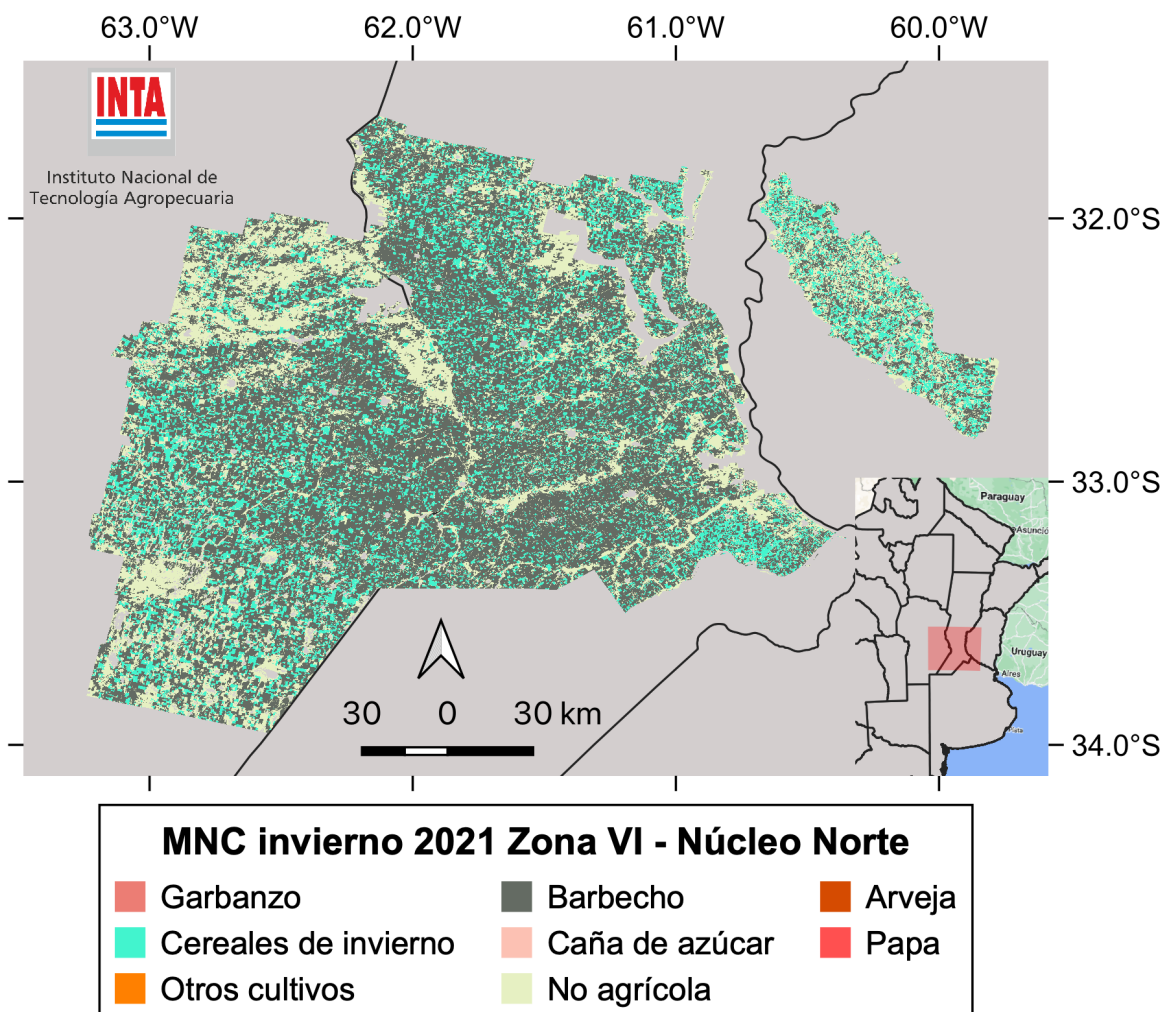 63.0°W 62.0°W 61.0°W 60.0°W
INTA
Instituto Nacional de
Tecnología Agropecuaria
32.0°S
33.0°S
Paraguay
Asunció
Uruguay
Aires
Plata
30 0 30 km
34.0°S
MNC invierno 2021 Zona VI - Núcleo Norte
Garbanzo Barbecho Arveja
Cereales de invierno Caña de azúcar Papa
Otros cultivos No agrícola